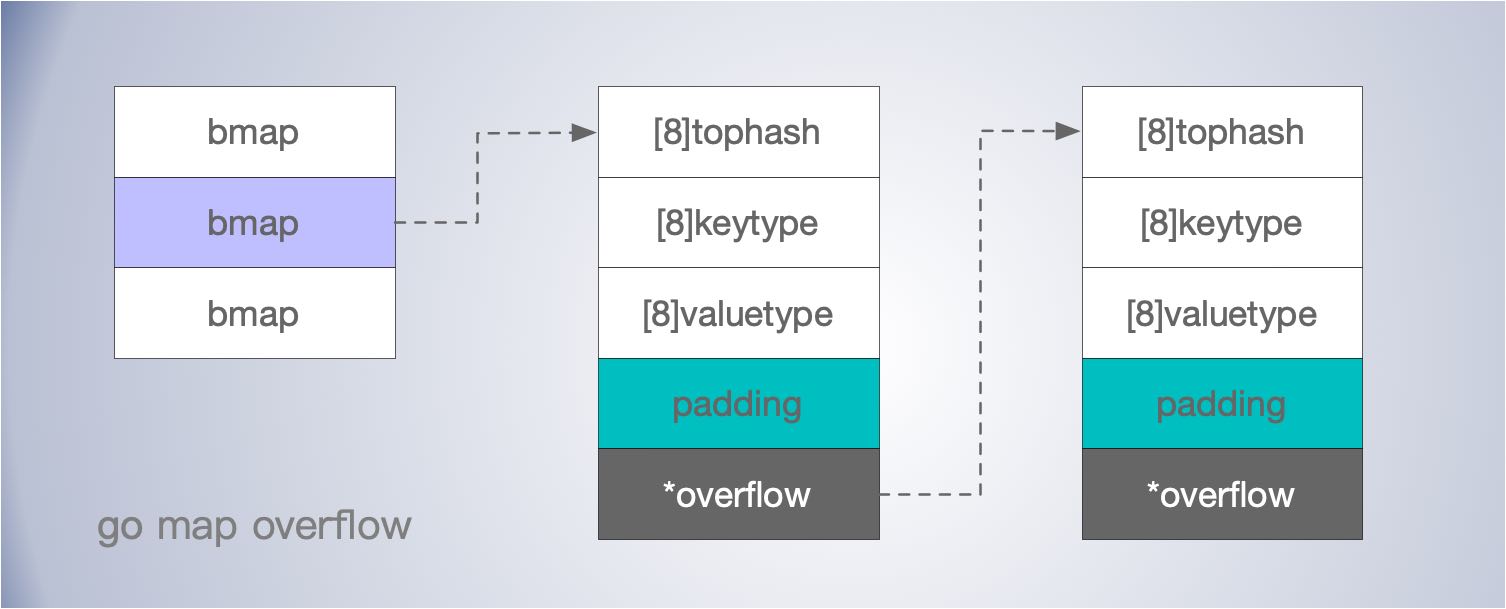 bmap
bmap
bmap
[8]tophash
[8]keytype
[8]valuetype
padding
*overflow
[8]tophash
[8]keytype
[8]valuetype
padding
*overflow
go map overflow